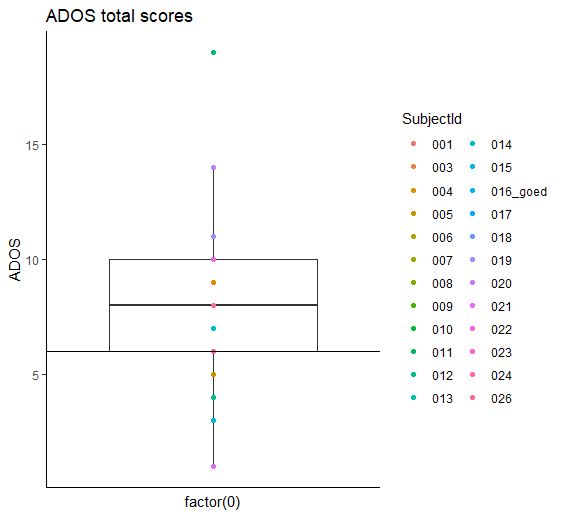 ADOS total scores
15
10
5
ADOS
factor(0)
SubjectId
001 014
003 015
004 016_goed
005 017
006 018
007 019
008 020
009 021
010 022
011 023
012 024
013 026